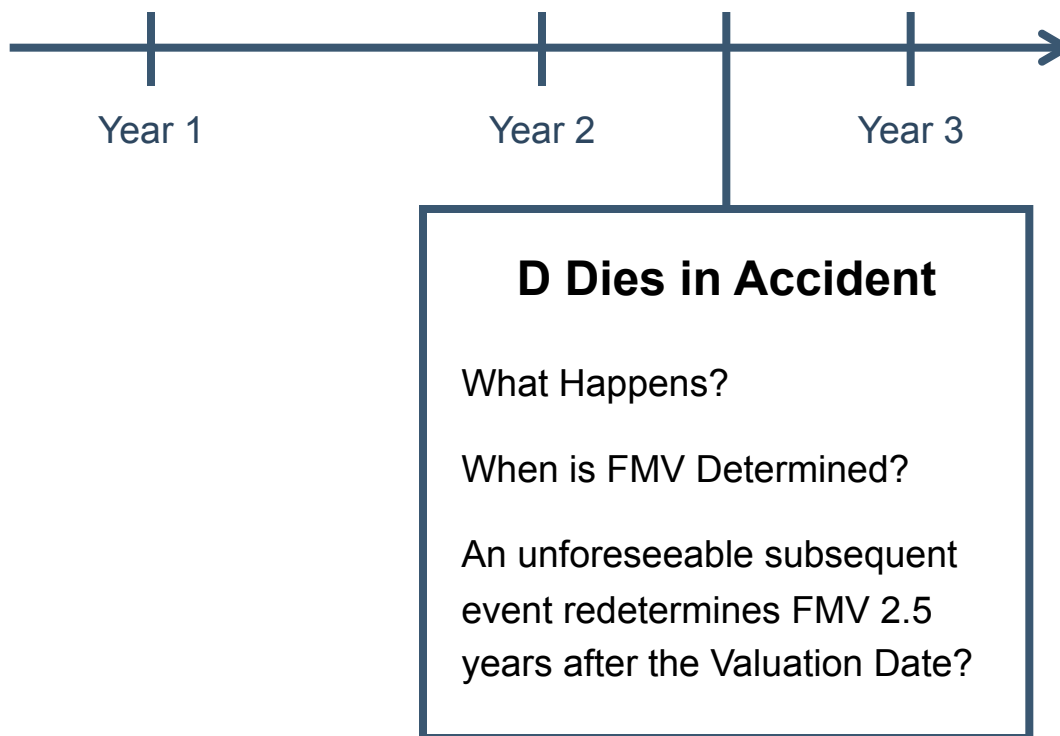 Year 1
Year 2
Year 3
D Dies in Accident
What Happens?
When is FMV Determined?
An unforeseeable subsequent
event redetermines FMV 2.5
years after the Valuation Date?